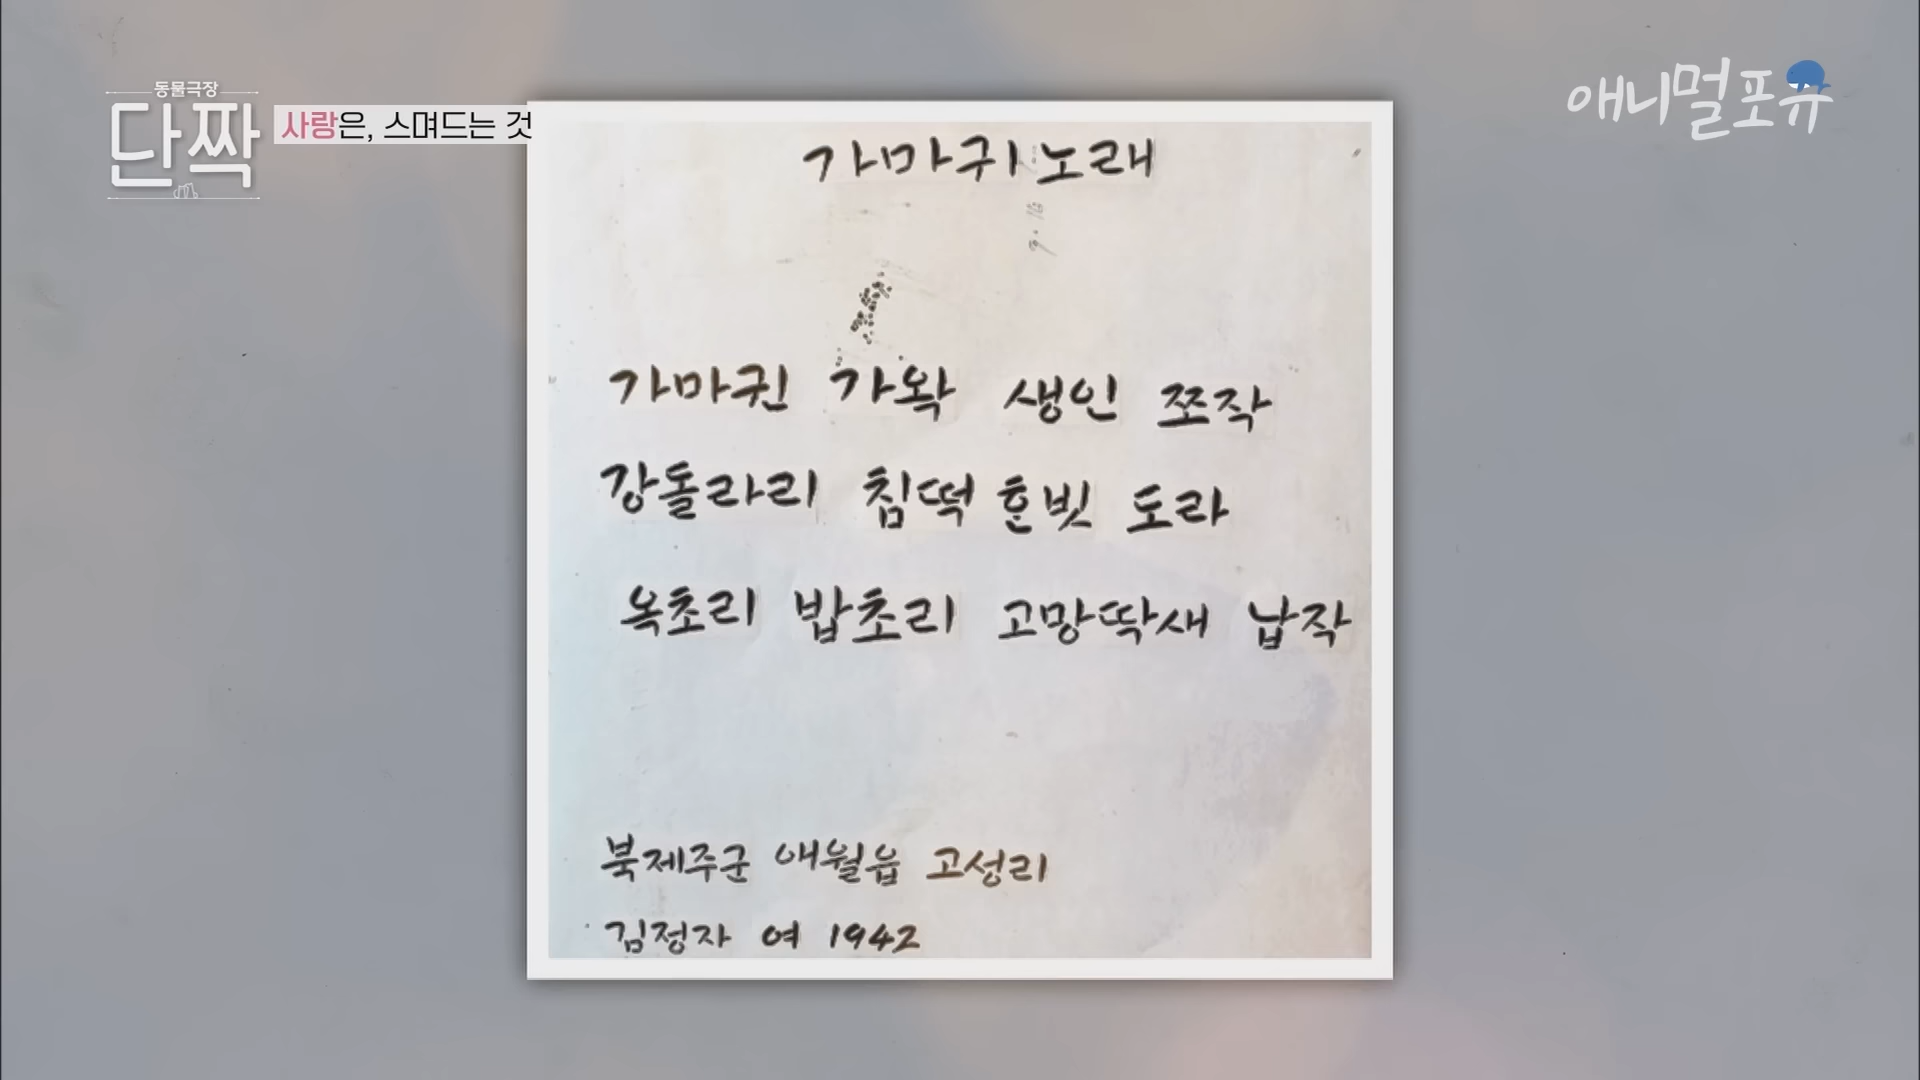 동물극장
단짝
사랑은, 스며드는 것
애니멀포유
가마귀 노래
가마귄 가왁 생인 쪼작
강돌라리 침떡 흔빗 도라
옥초리 밥초리 고망딱새 납작
북제주군 애월읍 고성리
김정자 여 1942